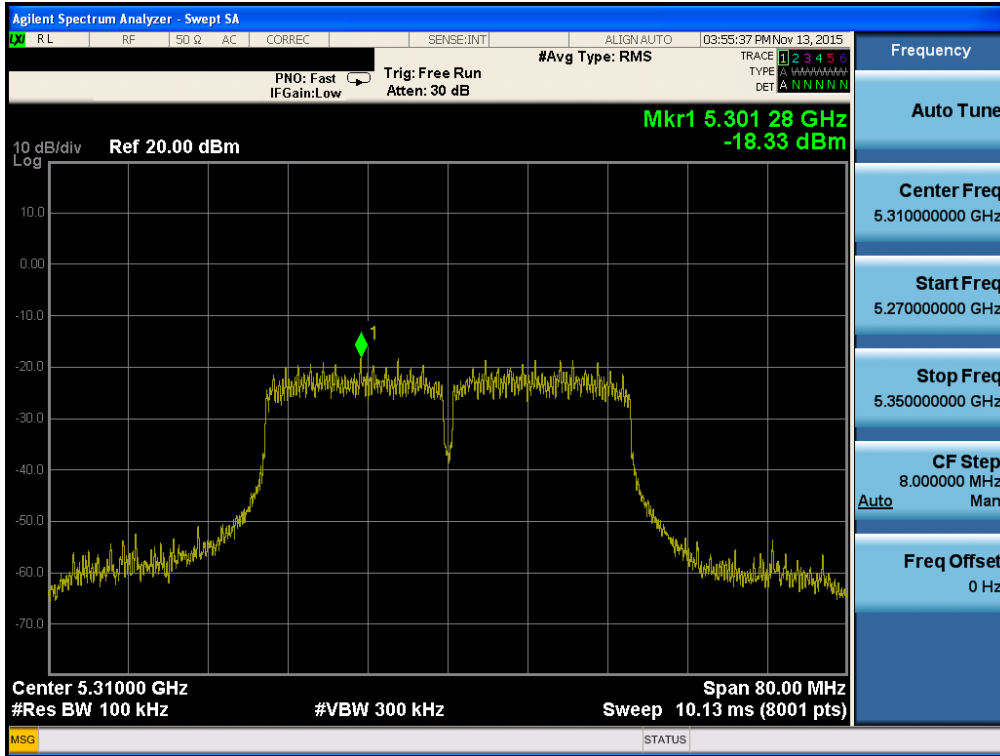 Agilent Spectrum Analyzer - Swept SA
LXI RL RF 50 Ω AC CORREC SENSE:INT ALIGN AUTO 03:55:37 PM Nov 13, 2015
#Avg Type: RMS
TRACE 1 2 3 4 5 6
PNO: Fast Trig: Free Run
TYPE A WWWWW
IFGain:Low Atten: 30 dB
DET A N N N N N
Mkr1 5.301 28 GHz
-18.33 dBm
10 dB/div Ref 20.00 dBm
Log
10.0
0.00
-10.0
1
-20.0
-30.0
-40.0
-50.0
-60.0
-70.0
Center 5.31000 GHz Span 80.00 MHz
#Res BW 100 kHz #VBW 300 kHz Sweep 10.13 ms (8001 pts)
MSG STATUS
Frequency
Auto Tune
Center Freq
5.310000000 GHz
Start Freq
5.270000000 GHz
Stop Freq
5.350000000 GHz
CF Step
8.000000 MHz
Auto Man
Freq Offset
0 Hz